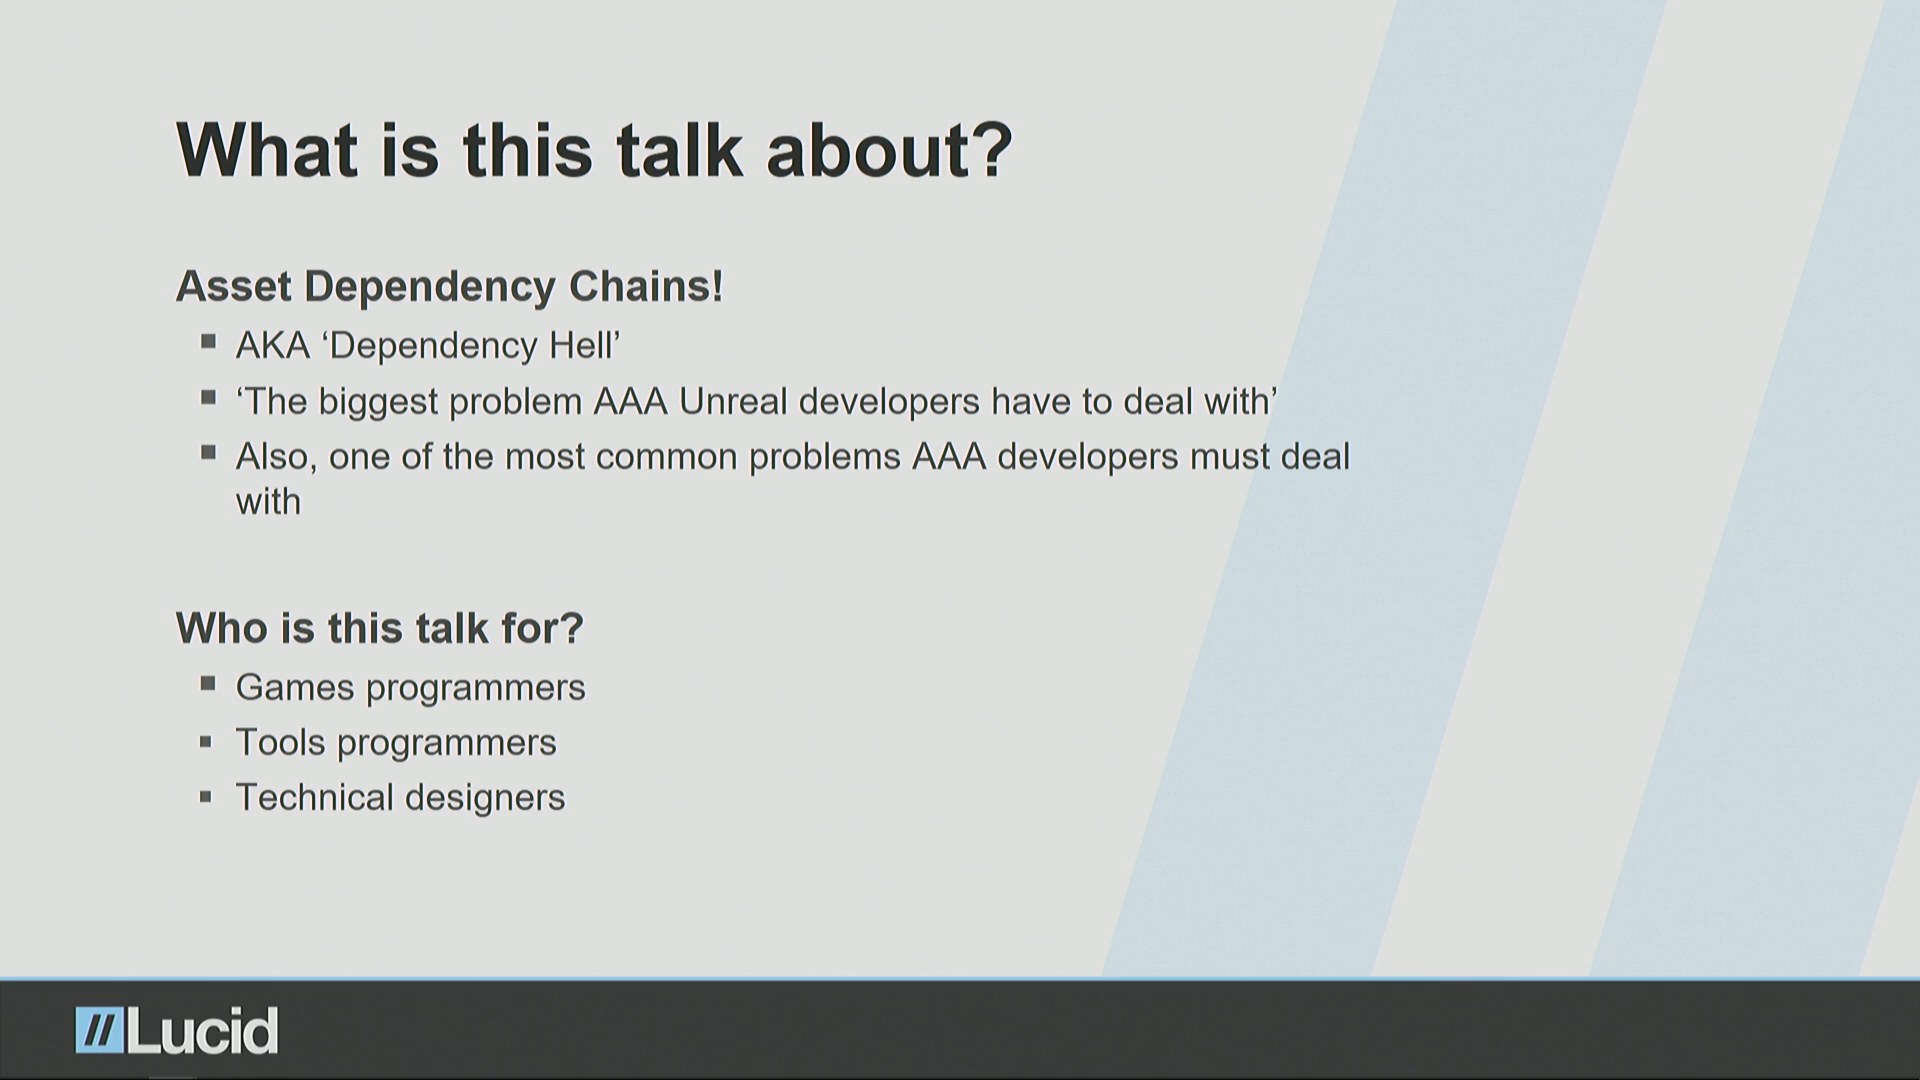 What is this talk about?
Asset Dependency Chains!
▪ AKA ‘Dependency Hell’
▪ ‘The biggest problem AAA Unreal developers have to deal with’
▪ Also, one of the most common problems AAA developers must deal
with
Who is this talk for?
▪ Games programmers
▪ Tools programmers
▪ Technical designers
//Lucid